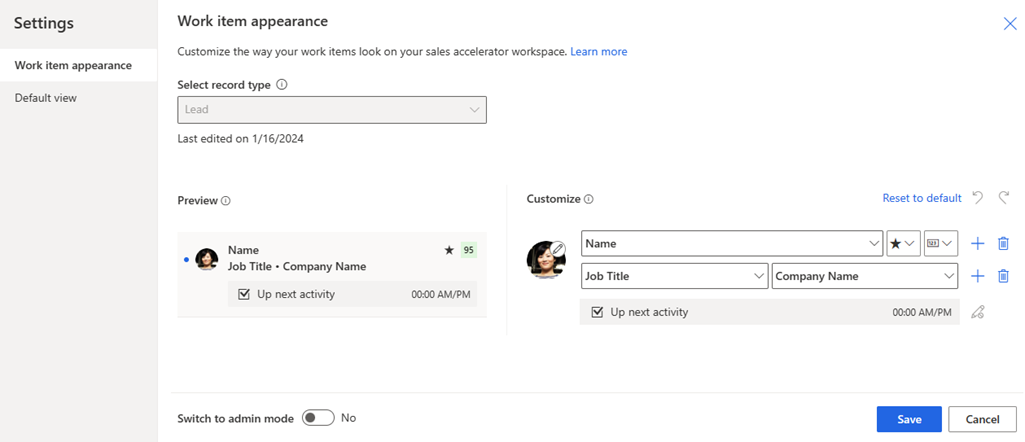 Settings
Work item appearance
Default view
Work item appearance
Customize the way your work items look on your sales accelerator workspace. Learn more
Select record type
Lead
Last edited on 1/16/2024
Preview
Name
95
Job Title • Company Name
Up next activity 00:00 AM/PM
Customize
Reset to default
Name
Job Title Company Name
Up next activity 00:00 AM/PM
Switch to admin mode No
Save Cancel